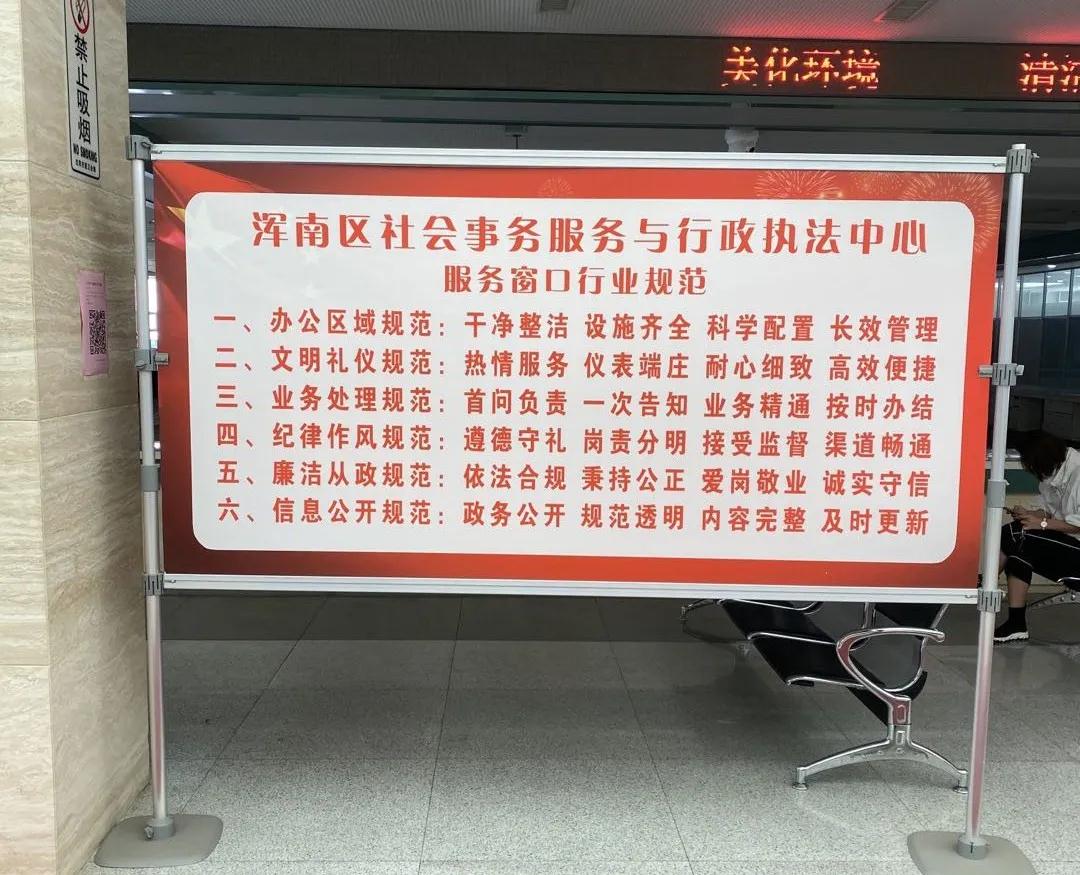 美化环境 清洁
禁止吸烟
NO SMOKING
浑南区社会事务服务与行政执法中心
服务窗口行业规范
一、办公区域规范：干净整洁 设施齐全 科学配置 长效管理
二、文明礼仪规范：热情服务 仪表端庄 耐心细致 高效便捷
三、业务处理规范：首问负责 一次告知 业务精通 按时办结
四、纪律作风规范：遵德守礼 岗责分明 接受监督 渠道畅通
五、廉洁从政规范：依法合规 秉持公正 爱岗敬业 诚实守信
六、信息公开规范：政务公开 规范透明 内容完整 及时更新